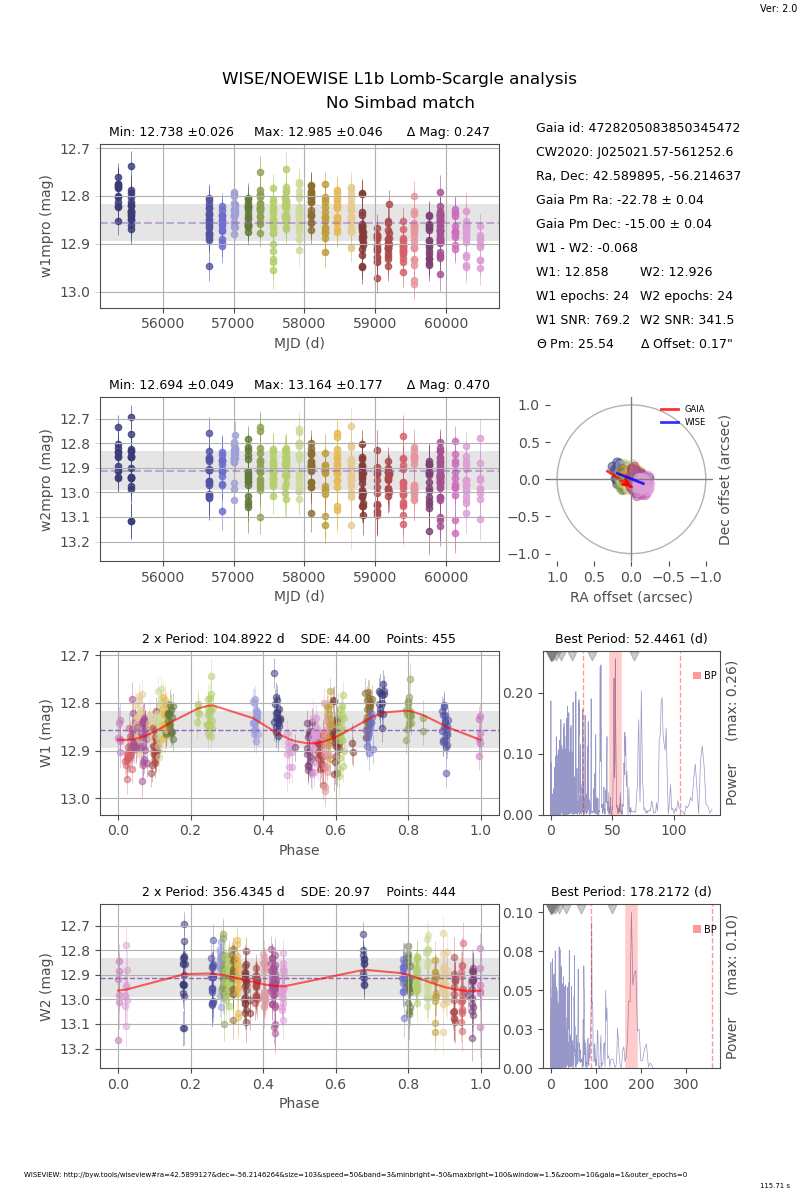 Ver: 2.0
WISE/NOEWISE L1b Lomb-Scargle analysis
No Simbad match
Min: 12.738 ±0.026 Max: 12.985 ±0.046 Δ Mag: 0.247
12.7
12.8
12.9
13.0
w1mpro (mag)
56000 57000 58000 59000 60000
MJD (d)
Gaia id: 4728205083850345472
CW2020: J025021.57-561252.6
Ra, Dec: 42.589895, -56.214637
Gaia Pm Ra: -22.78 ± 0.04
Gaia Pm Dec: -15.00 ± 0.04
W1 - W2: -0.068
W1: 12.858 W2: 12.926
W1 epochs: 24 W2 epochs: 24
W1 SNR: 769.2 W2 SNR: 341.5
Θ Pm: 25.54 Δ Offset: 0.17"
Min: 12.694 ±0.049 Max: 13.164 ±0.177 Δ Mag: 0.470
12.7
12.8
12.9
13.0
13.1
13.2
w2mpro (mag)
56000 57000 58000 59000 60000
MJD (d)
1.0
0.5
0.0
−0.5
−1.0
GAIA
WISE
Dec offset (arcsec)
1.0 0.5 0.0 −0.5 −1.0
RA offset (arcsec)
2 x Period: 104.8922 d SDE: 44.00 Points: 455
12.7
12.8
12.9
13.0
W1 (mag)
0.0 0.2 0.4 0.6 0.8 1.0
Phase
Best Period: 52.4461 (d)
0.20
0.10
0.00
BP
Power (max: 0.26)
0 50 100
2 x Period: 356.4345 d SDE: 20.97 Points: 444
12.7
12.8
12.9
13.0
13.1
13.2
W2 (mag)
0.0 0.2 0.4 0.6 0.8 1.0
Phase
Best Period: 178.2172 (d)
0.10
0.08
0.05
0.03
0.00
BP
Power (max: 0.10)
0 100 200 300
WISEVIEW: http://byw.tools/wiseview#ra=42.5899127&dec=-56.2146264&size=103&speed=50&band=3&minbright=-50&maxbright=100&window=1.5&zoom=10&gaia=1&outer_epochs=0
115.71 s